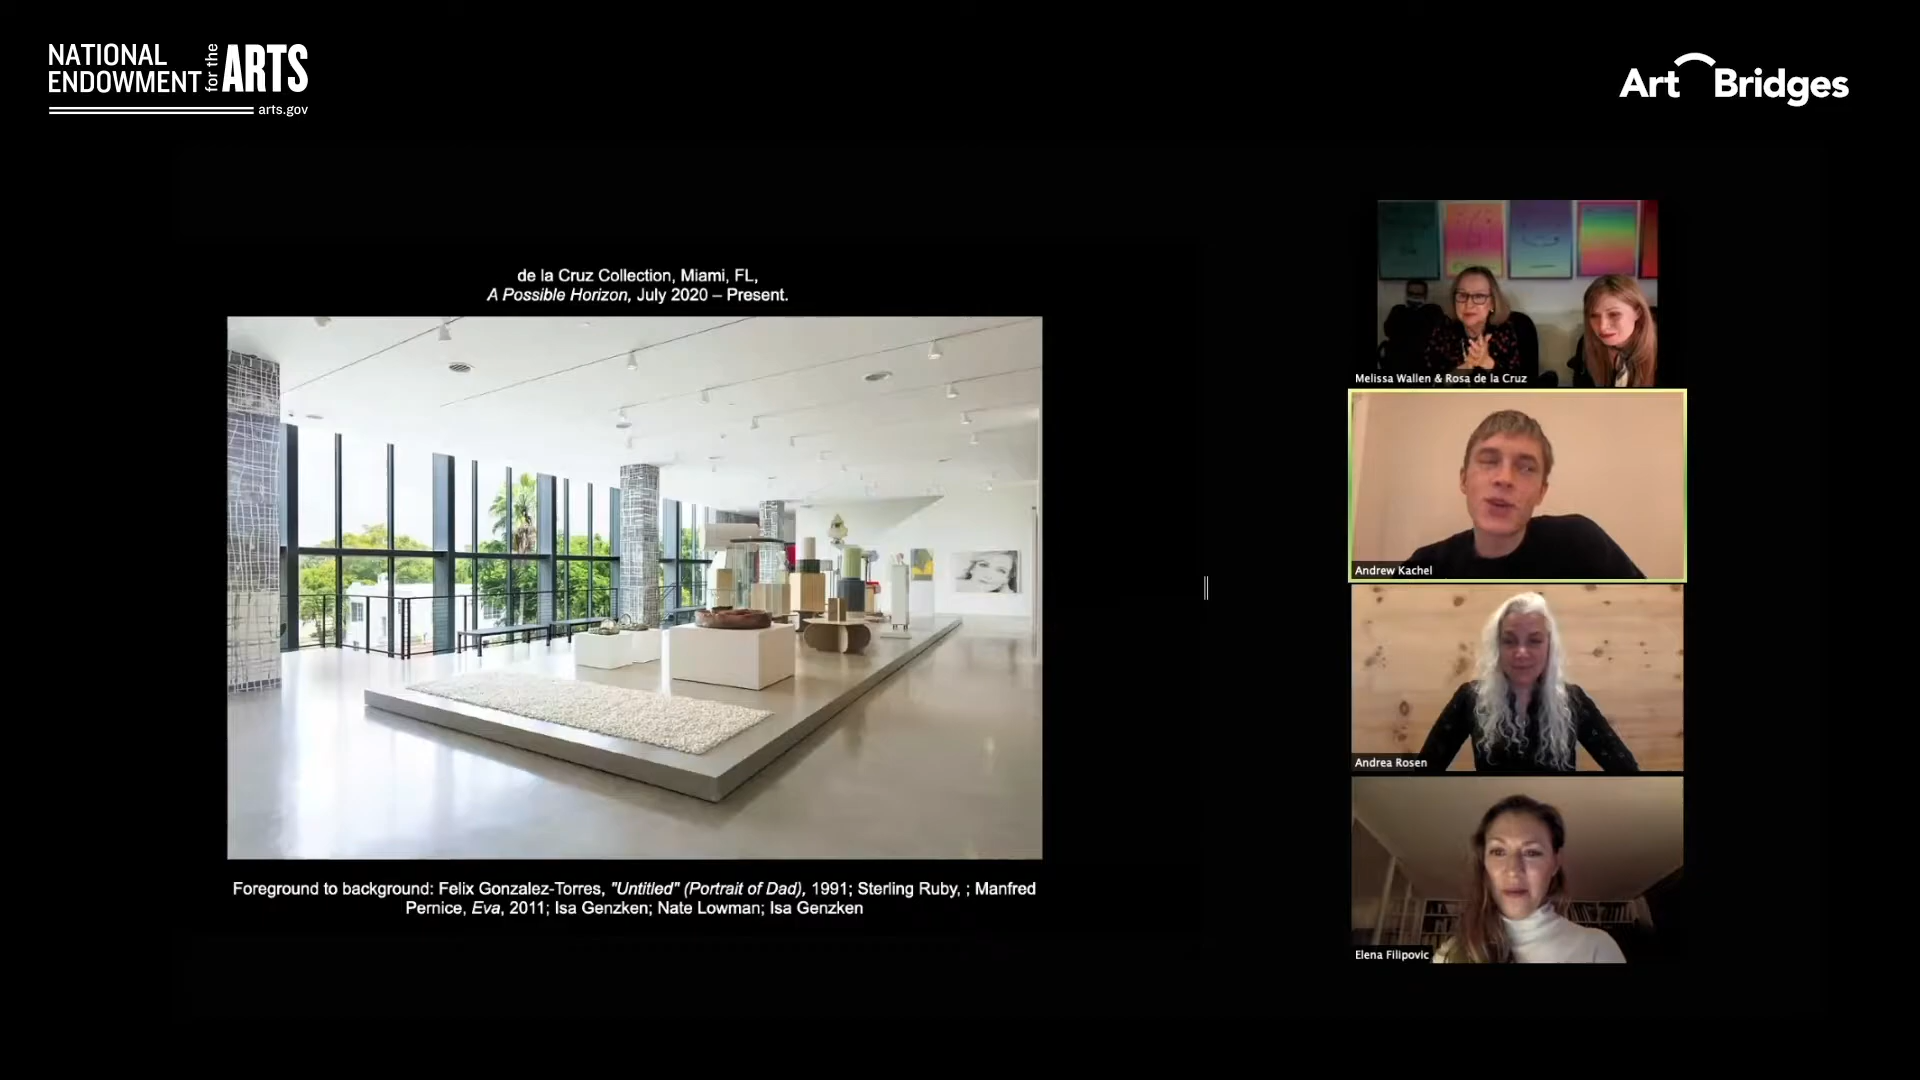 NATIONAL
ENDOWMENT for the ARTS
arts.gov
Art Bridges
de la Cruz Collection, Miami, FL,
A Possible Horizon, July 2020 – Present.
Foreground to background: Felix Gonzalez-Torres, "Untitled" (Portrait of Dad), 1991; Sterling Ruby, ; Manfred
Pernice, Eva, 2011; Isa Genzken; Nate Lowman; Isa Genzken
Melissa Wallen & Rosa de la Cruz
Andrew Kachel
Andrea Rosen
Elena Filipovic